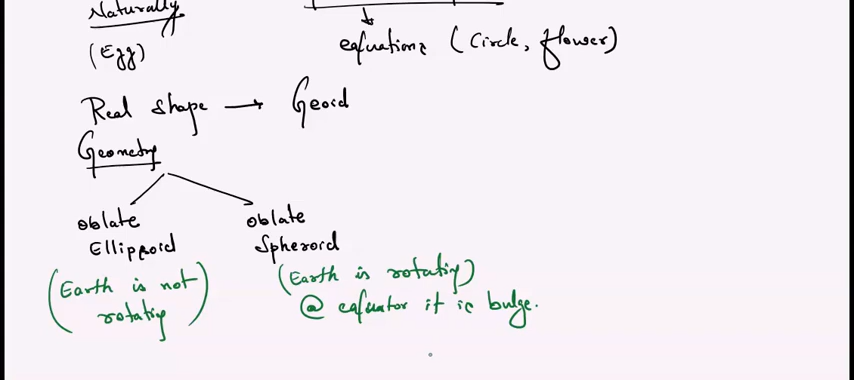 Naturally
(Egg)
equations (Circle, flower)
Real shape → Geoid
Geometry
Oblate Ellipsoid
(Earth is not rotating)
Oblate Spheroid
(Earth is rotating)
@ equator it is bulge.